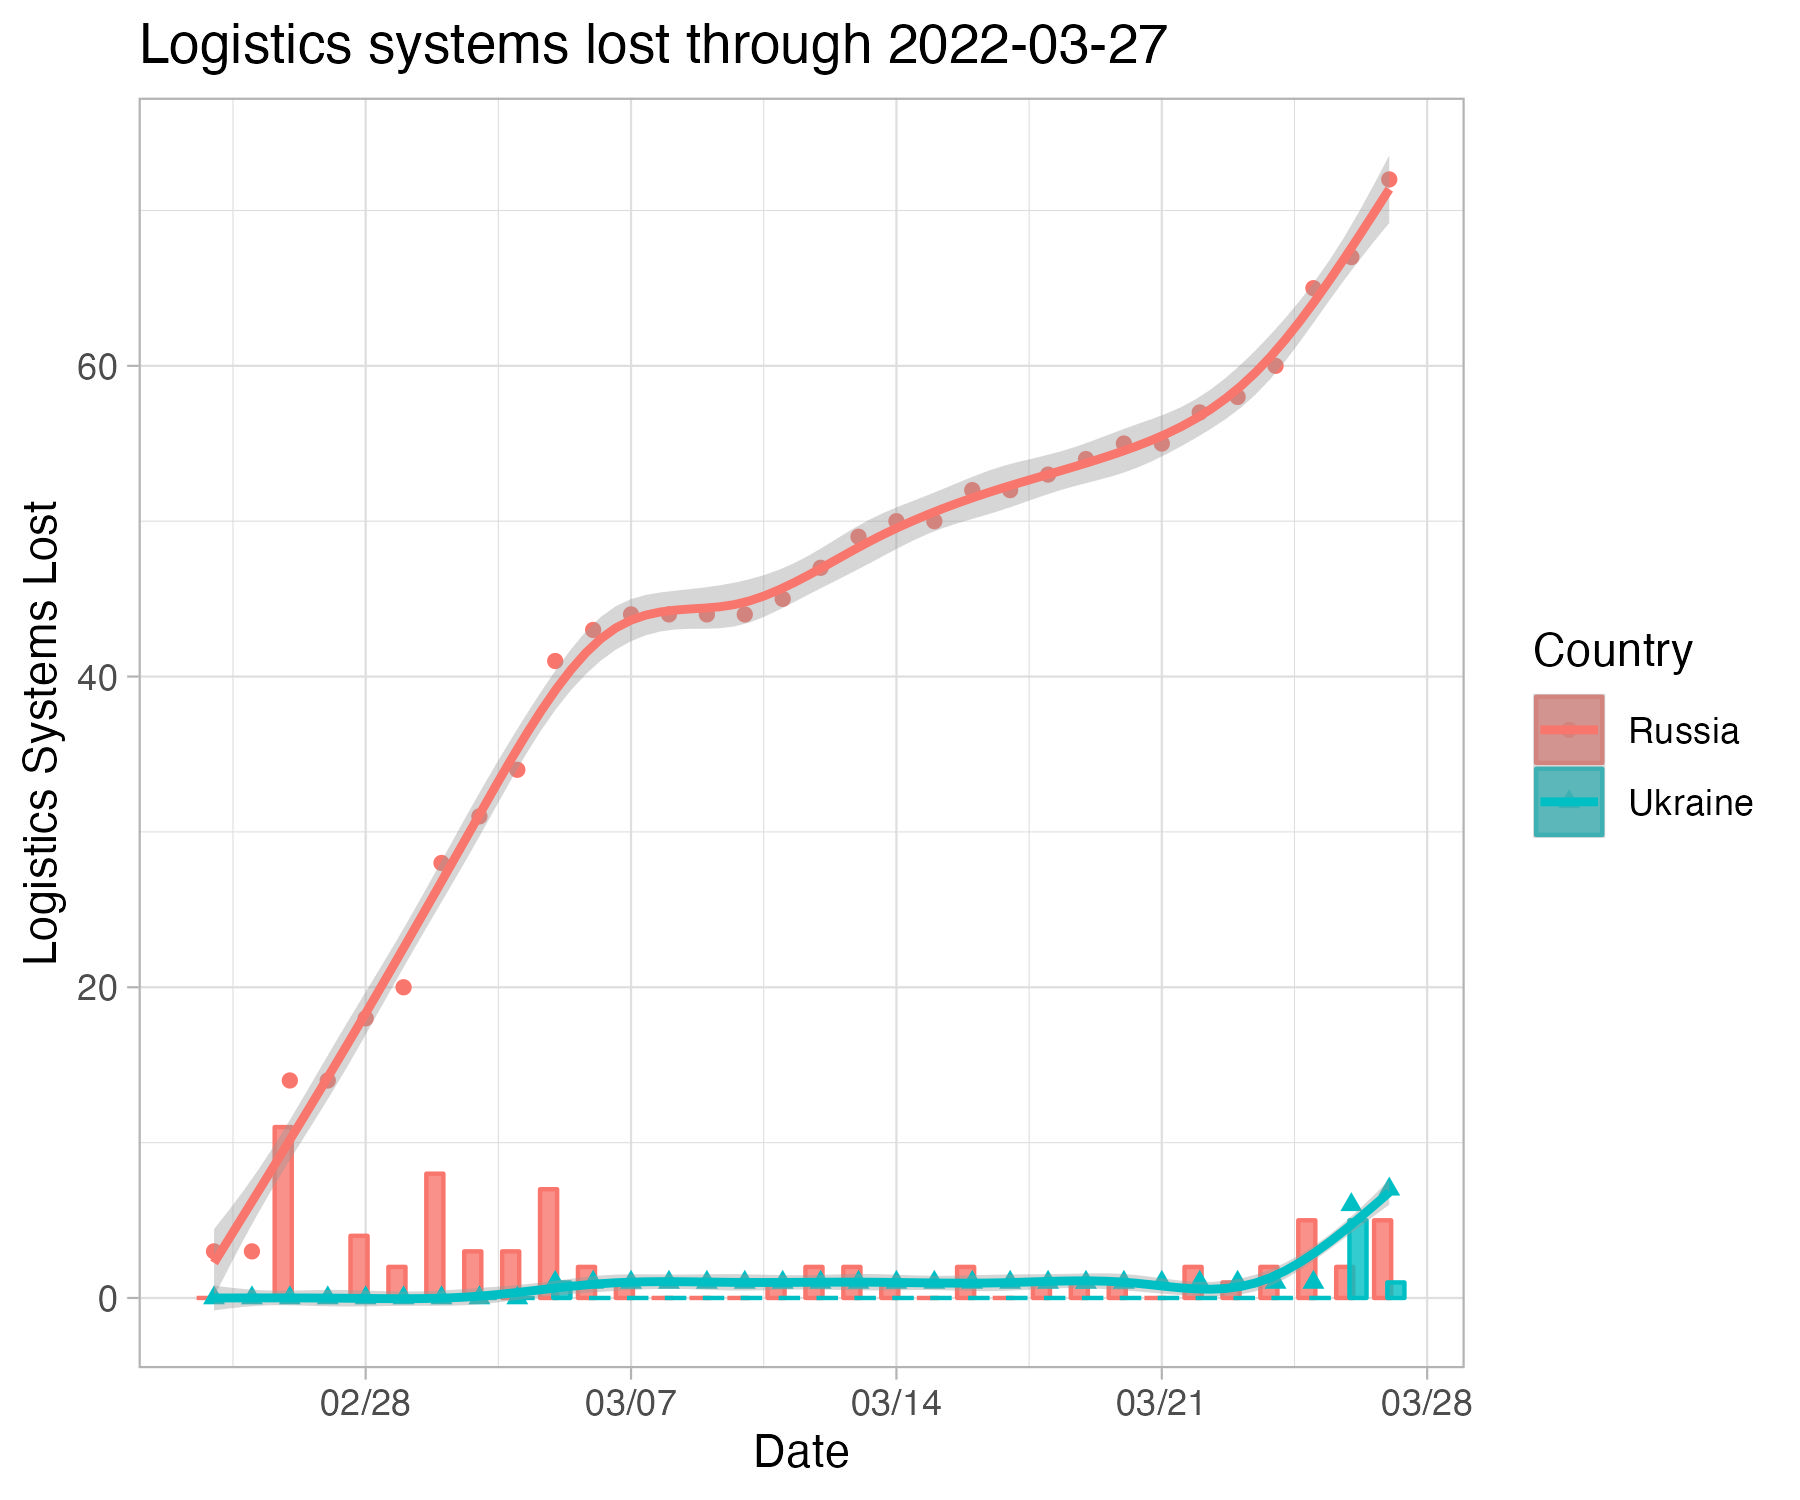 Logistics systems lost through 2022-03-27
Logistics Systems Lost
60
40
20
0
02/28
03/07
03/14
03/21
03/28
Date
Country
Russia
Ukraine